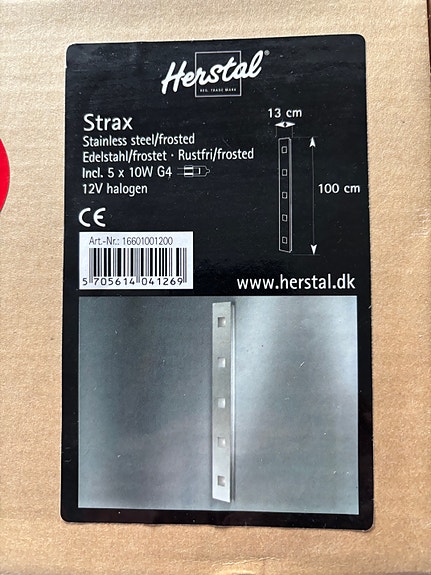 Herstal®
REG. TRADE MARK
Strax
Stainless steel/frosted
Edelstahl/frostet · Rustfri/frosted
Incl. 5 x 10W G4
12V halogen
CE
13 cm
100 cm
Art.-Nr.: 16601001200
5 705614 041269
www.herstal.dk